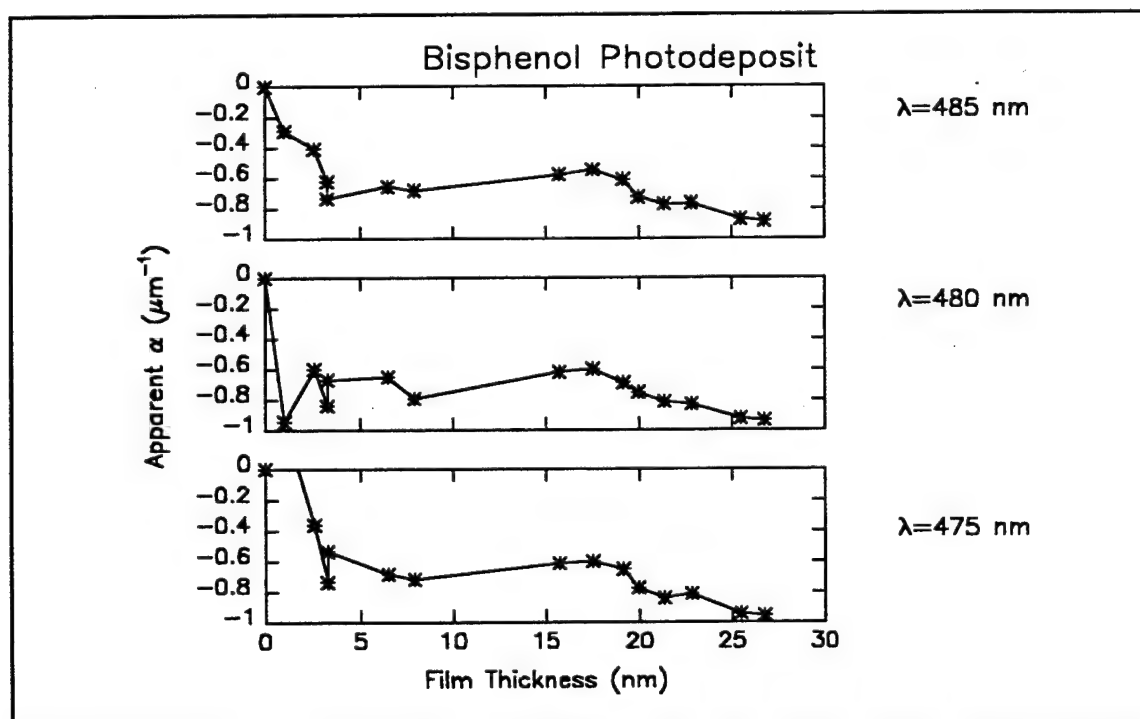 Bisphenol Photodeposit
0
−0.2
−0.4
−0.6
−0.8
−1
λ=485 nm
0
−0.2
−0.4
−0.6
−0.8
−1
λ=480 nm
Apparent α (μm⁻¹)
0
−0.2
−0.4
−0.6
−0.8
−1
λ=475 nm
0 5 10 15 20 25 30
Film Thickness (nm)